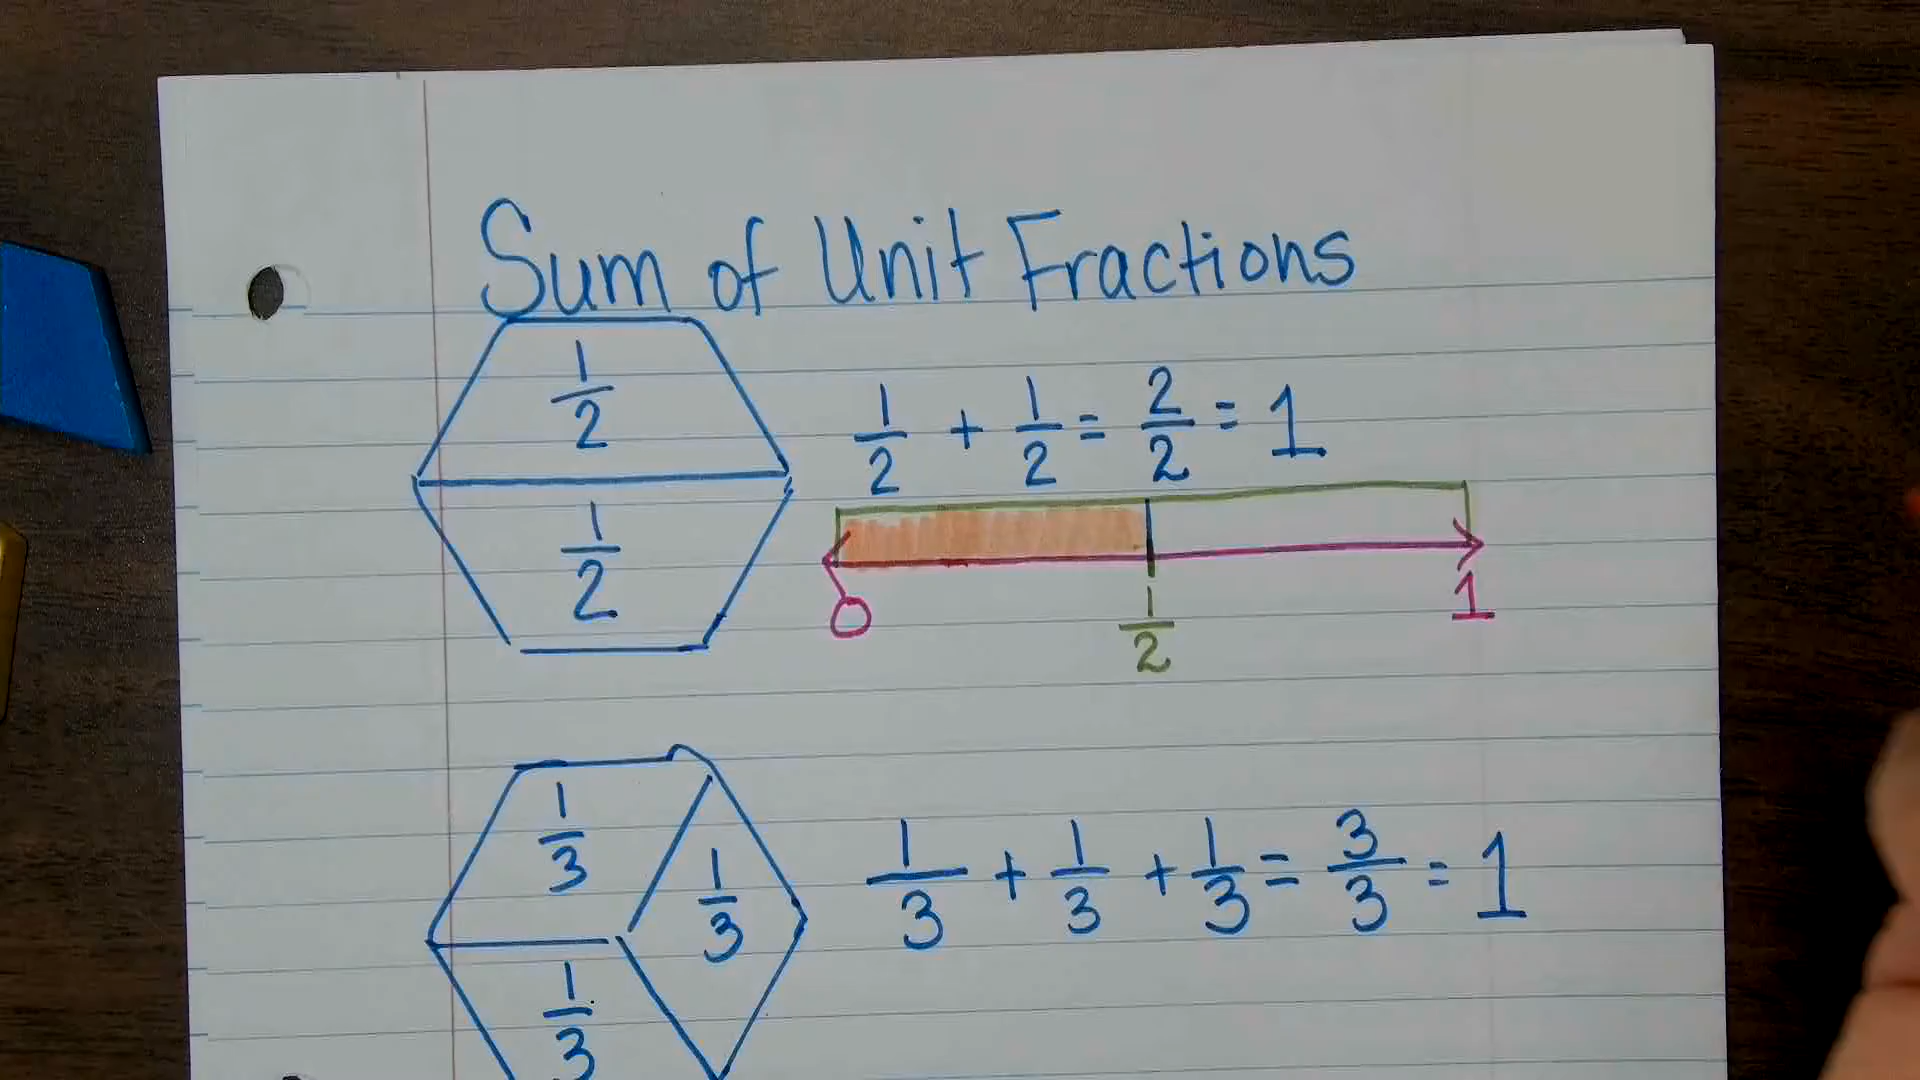 Sum of Unit Fractions
1/2
1/2 + 1/2 = 2/2 = 1
1/2
0 1/2 1
1/3
1/3
1/3 + 1/3 + 1/3 = 3/3 = 1
1/3